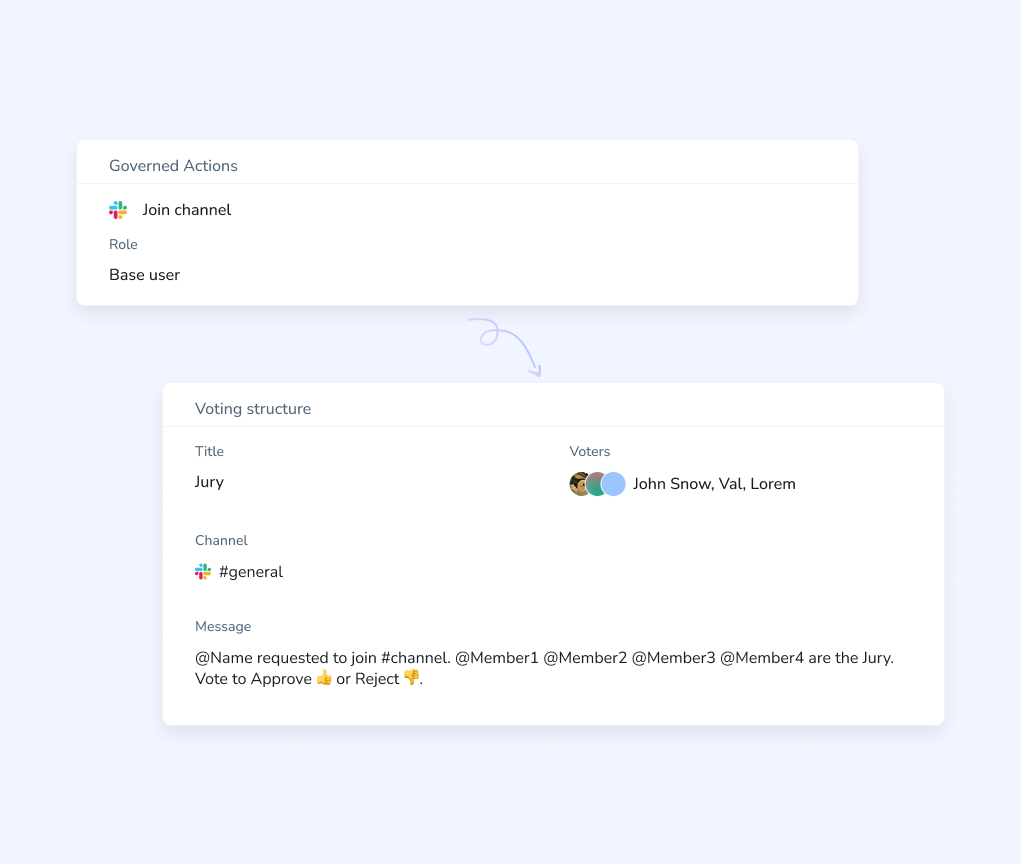 Governed Actions
Join channel
Role
Base user
Voting structure
Title
Voters
Jury
John Snow, Val, Lorem
Channel
#general
Message
@Name requested to join #channel. @Member1 @Member2 @Member3 @Member4 are the Jury.
Vote to Approve 👍 or Reject 👎.